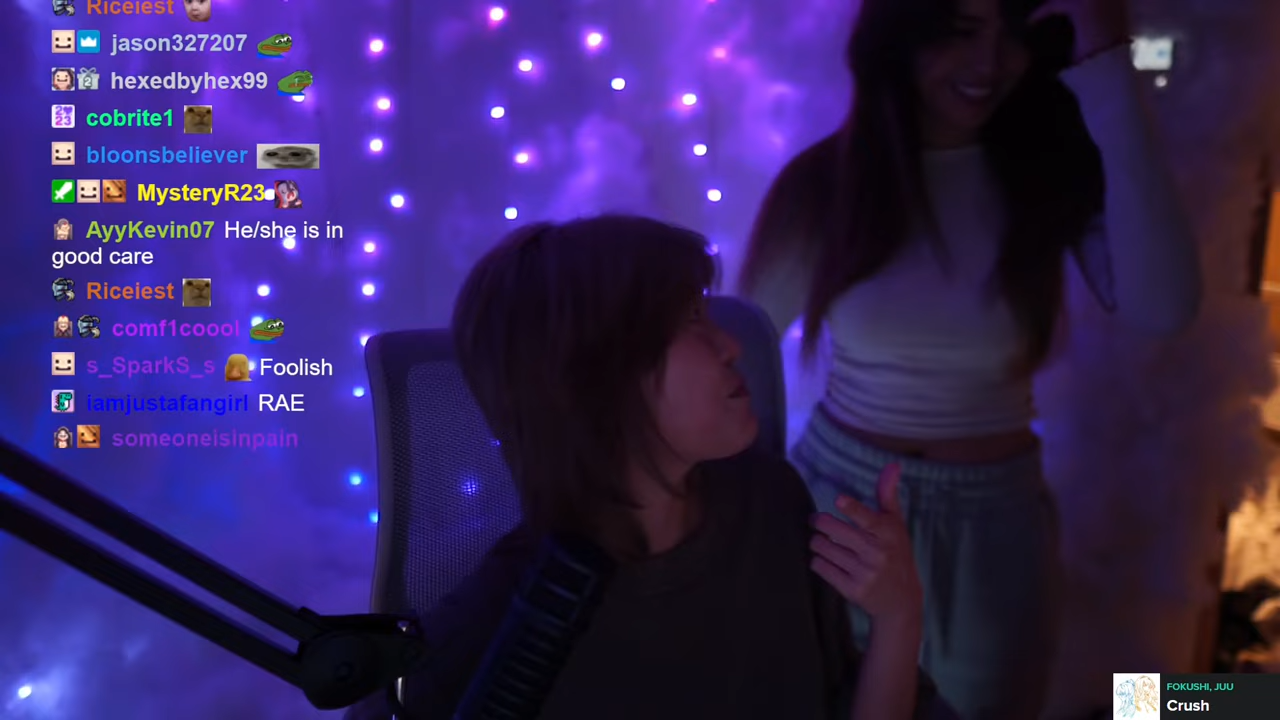 Riceiest
jason327207
2 hexedbyhex99
cobrite1
bloonsbeliever
MysteryR23
AyyKevin07 He/she is in
good care
Riceiest
comf1coool
s_SparkS_s Foolish
iamjustafangirl RAE
someoneisinpain
FOKUSHI, JUU
Crush